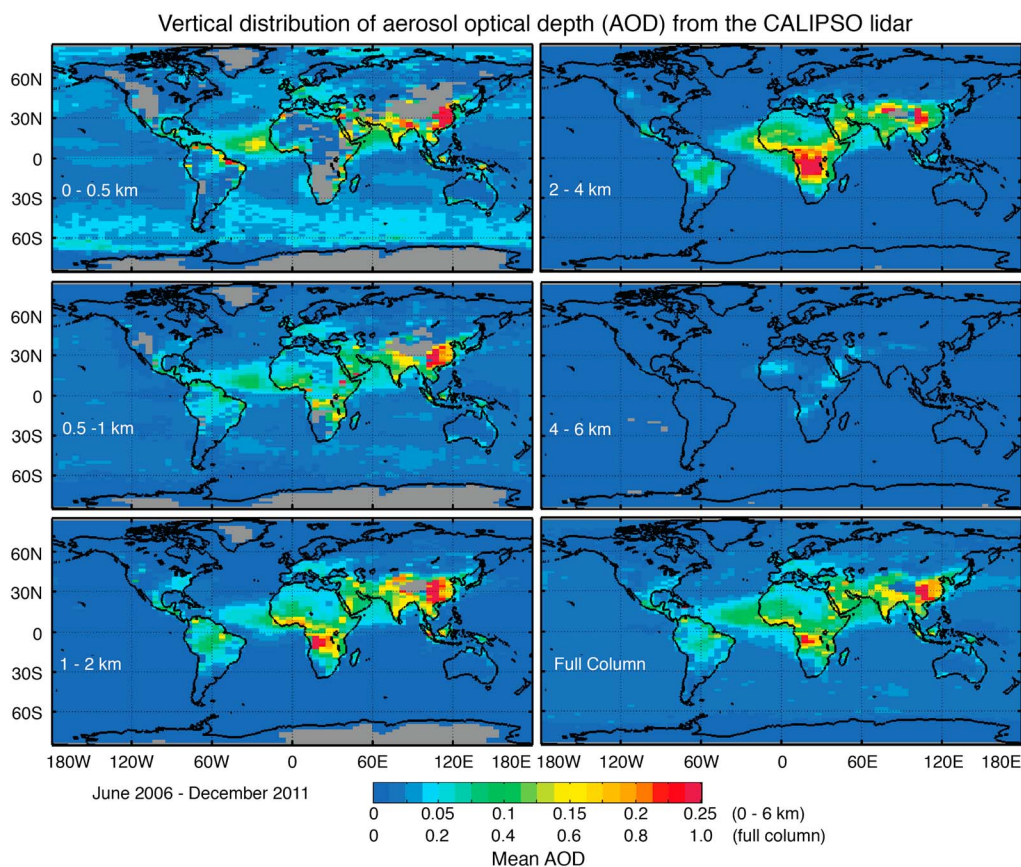 Vertical distribution of aerosol optical depth (AOD) from the CALIPSO lidar
60N
30N
0
30S
60S
0 - 0.5 km
2 - 4 km
60N
30N
0
30S
60S
0.5 -1 km
4 - 6 km
60N
30N
0
30S
60S
1 - 2 km
Full Column
180W 120W 60W 0 60E 120E 180W 120W 60W 0 60E 120E 180E
June 2006 - December 2011
0 0.05 0.1 0.15 0.2 0.25 (0 - 6 km)
0 0.2 0.4 0.6 0.8 1.0 (full column)
Mean AOD